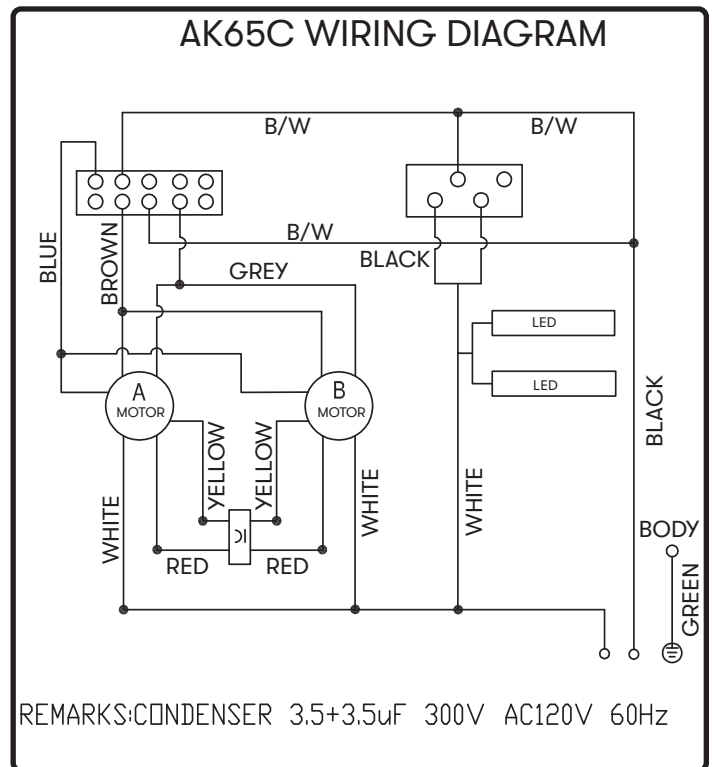 AK65C WIRING DIAGRAM
B/W
B/W
BLUE
BROWN
B/W
BLACK
GREY
LED
LED
A
MOTOR
B
MOTOR
BLACK
YELLOW
YELLOW
WHITE
WHITE
WHITE
BODY
RED
RED
GREEN
REMARKS:CONDENSER 3.5+3.5uF 300V AC120V 60Hz